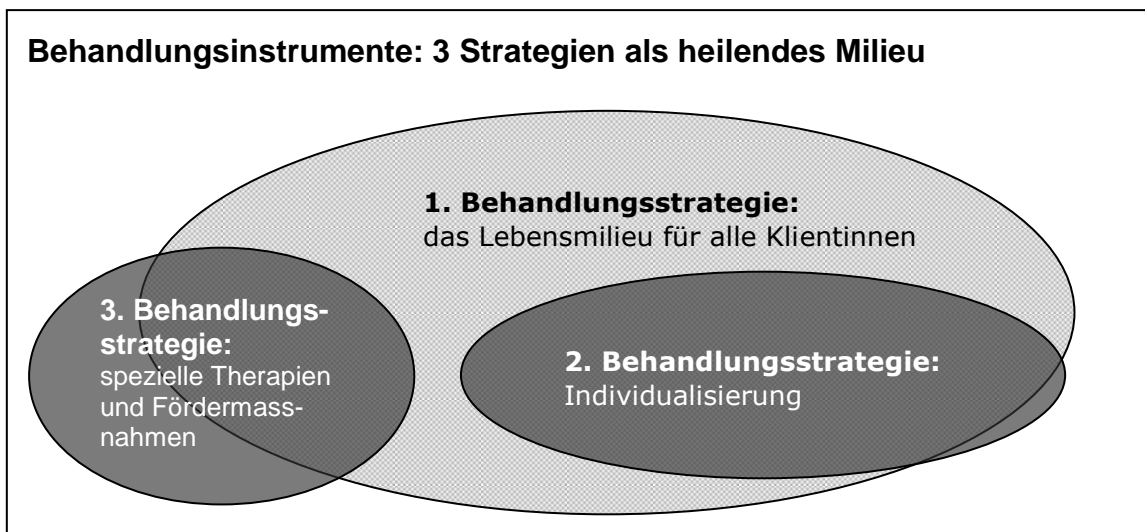 Behandlungsinstrumente: 3 Strategien als heilendes Milieu
1. Behandlungsstrategie:
das Lebensmilieu für alle Klientinnen
3. Behandlungs-
strategie:
spezielle Therapien
und Fördermass-
nahmen
2. Behandlungsstrategie:
Individualisierung